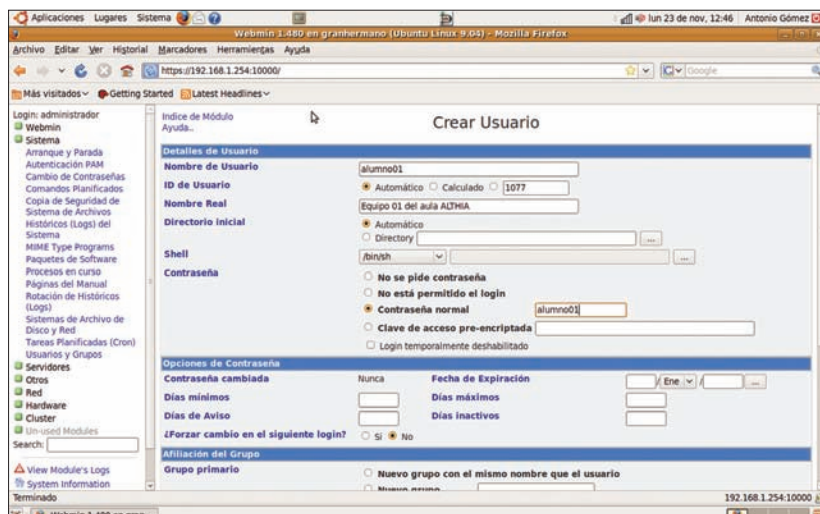 Aplicaciones Lugares Sistema lun 23 de nov, 12:46 Antonio Gómez
Webmin 1.480 en granhermano (Ubuntu Linux 9.04) - Mozilla Firefox
Archivo Editar Ver Historial Marcadores Herramientas Ayuda
https://192.168.1.254:10000/ Google
Más visitados Getting Started Latest Headlines
Login: administrador
Webmin
Sistema
Arranque y Parada
Autenticación PAM
Cambio de Contraseñas
Comandos Planificados
Copia de Seguridad de
Sistema de Archivos
Históricos (Logs) del
Sistema
MIME Type Programs
Paquetes de Software
Procesos en curso
Páginas del Manual
Rotación de Históricos
(Logs)
Sistemas de Archivo de
Disco y Red
Tareas Planificadas (Cron)
Usuarios y Grupos
Servidores
Otros
Red
Hardware
Cluster
Un-used Modules
Search:
View Module's Logs
System Information
Indice de Módulo
Ayuda..
Crear Usuario
Detalles de Usuario
Nombre de Usuario alumno01
ID de Usuario Automático Calculado 1077
Nombre Real Equipo 01 del aula ALTHIA
Directorio Inicial Automático
Directory ...
Shell /bin/sh ...
Contraseña No se pide contraseña
No está permitido el login
Contraseña normal alumno01
Clave de acceso pre-encriptada
Login temporalmente deshabilitado
Opciones de Contraseña
Contraseña cambiada Nunca Fecha de Expiración / Ene / ...
Días mínimos Días máximos
Días de Aviso Días inactivos
¿Forzar cambio en el siguiente login? Si No
Afiliación del Grupo
Grupo primario Nuevo grupo con el mismo nombre que el usuario
Nuevo grupo
Terminado 192.168.1.254:10000
Webmin 1.480 en